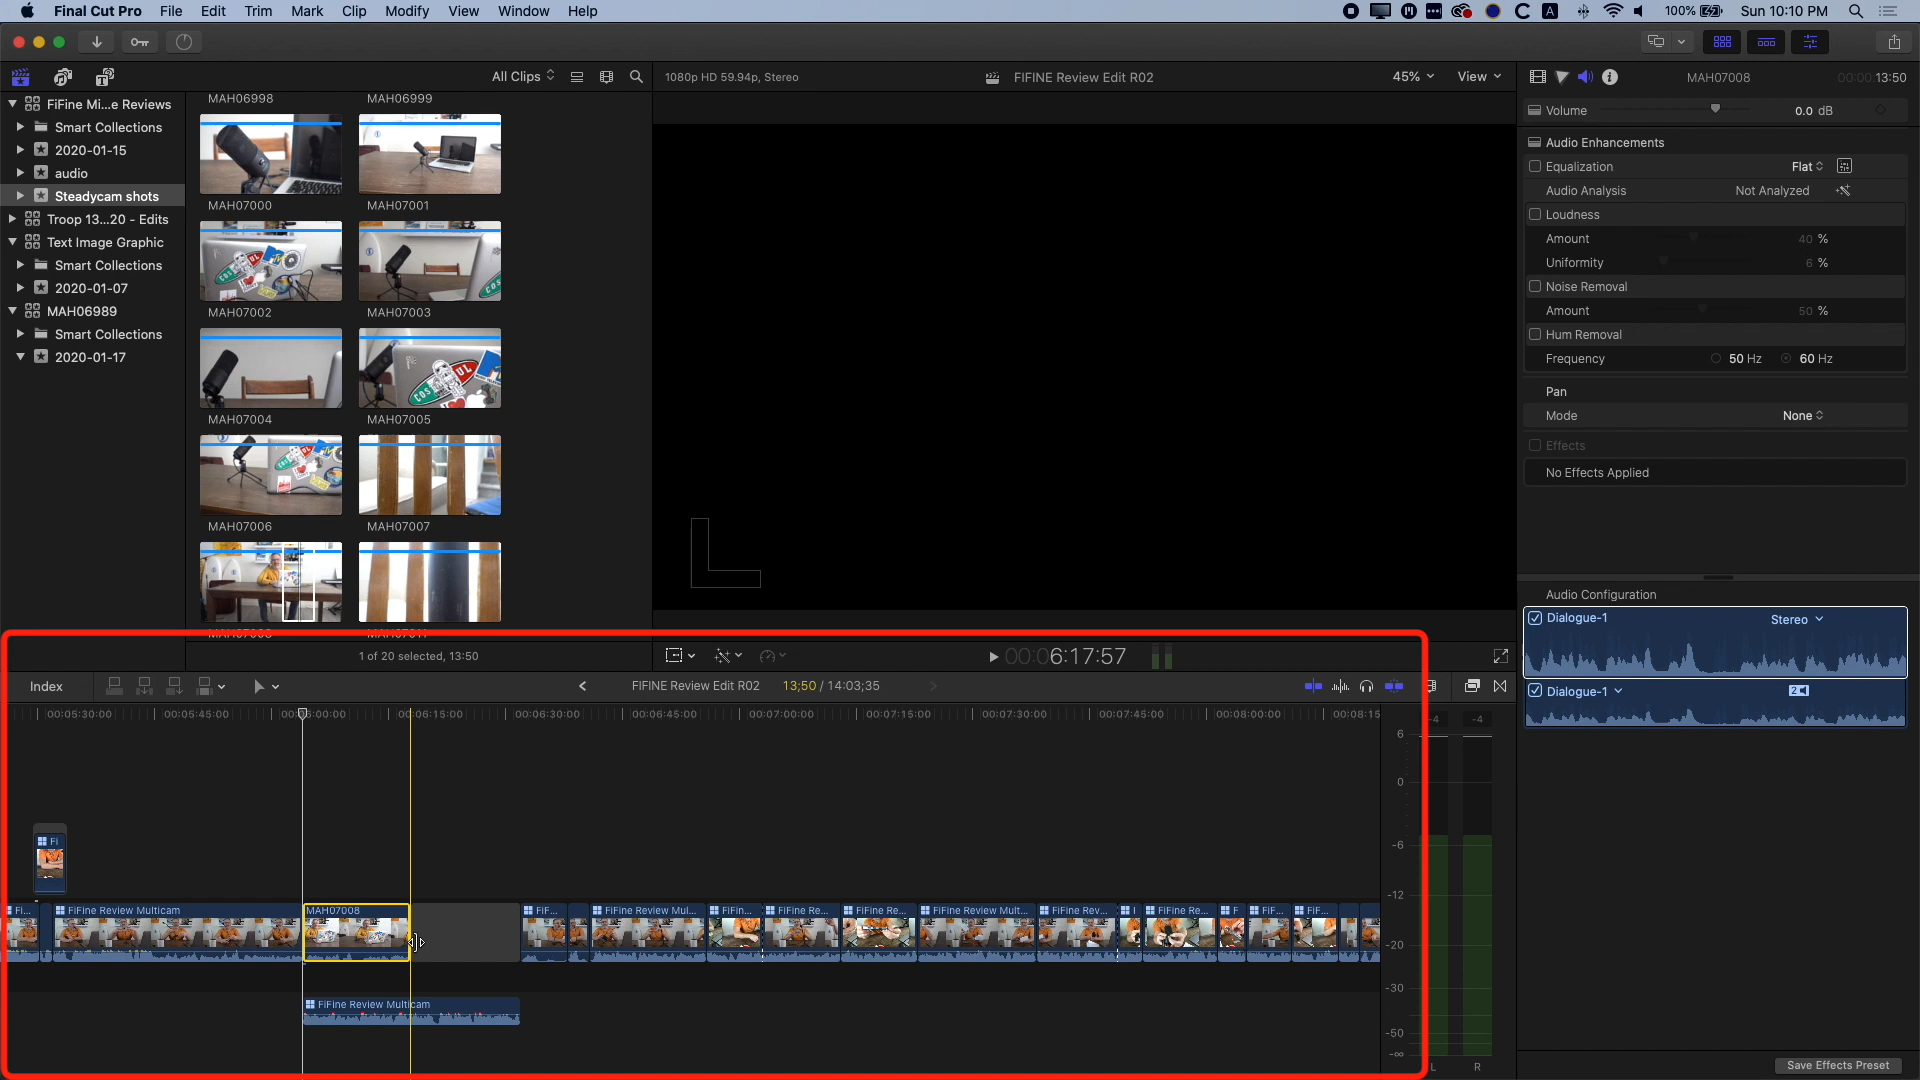 Final Cut Pro File Edit Trim Mark Clip Modify View Window Help 100% Sun 10:10 PM
All Clips 1080p HD 59.94p, Stereo FIFINE Review Edit R02 45% View MAH07008 00:00:13:50
FiFine Mi...e Reviews
Smart Collections
2020-01-15
audio
Steadycam shots
Troop 13...20 - Edits
Text Image Graphic
Smart Collections
2020-01-07
MAH06989
Smart Collections
2020-01-17
MAH06998 MAH06999
MAH07000 MAH07001
MAH07002 MAH07003
MAH07004 MAH07005
MAH07006 MAH07007
Volume 0.0 dB
Audio Enhancements
Equalization Flat
Audio Analysis Not Analyzed
Loudness
Amount 40 %
Uniformity 6 %
Noise Removal
Amount 50 %
Hum Removal
Frequency 50 Hz 60 Hz
Pan
Mode None
Effects
No Effects Applied
Audio Configuration
Dialogue-1 Stereo
Dialogue-1 2
1 of 20 selected, 13:50 00:06:17:57
Index FIFINE Review Edit R02 13;50 / 14:03;35
00:05:30:00 00:05:45:00 00:06:00:00 00:06:15:00 00:06:30:00 00:06:45:00 00:07:00:00 00:07:15:00 00:07:30:00 00:07:45:00 00:08:00:00 00:08:15
-4 -4
6
0
-6
-12
-20
-30
-50
-∞
L R
FI
Fi... FiFine Review Multicam MAH07008 FiF... FiFine Review Mul... FiFin... FiFine Re... FiFine Re... FiFine Review Mult... FiFine Rev... FiFine Re... F FiF... FiF...
FiFine Review Multicam
Save Effects Preset